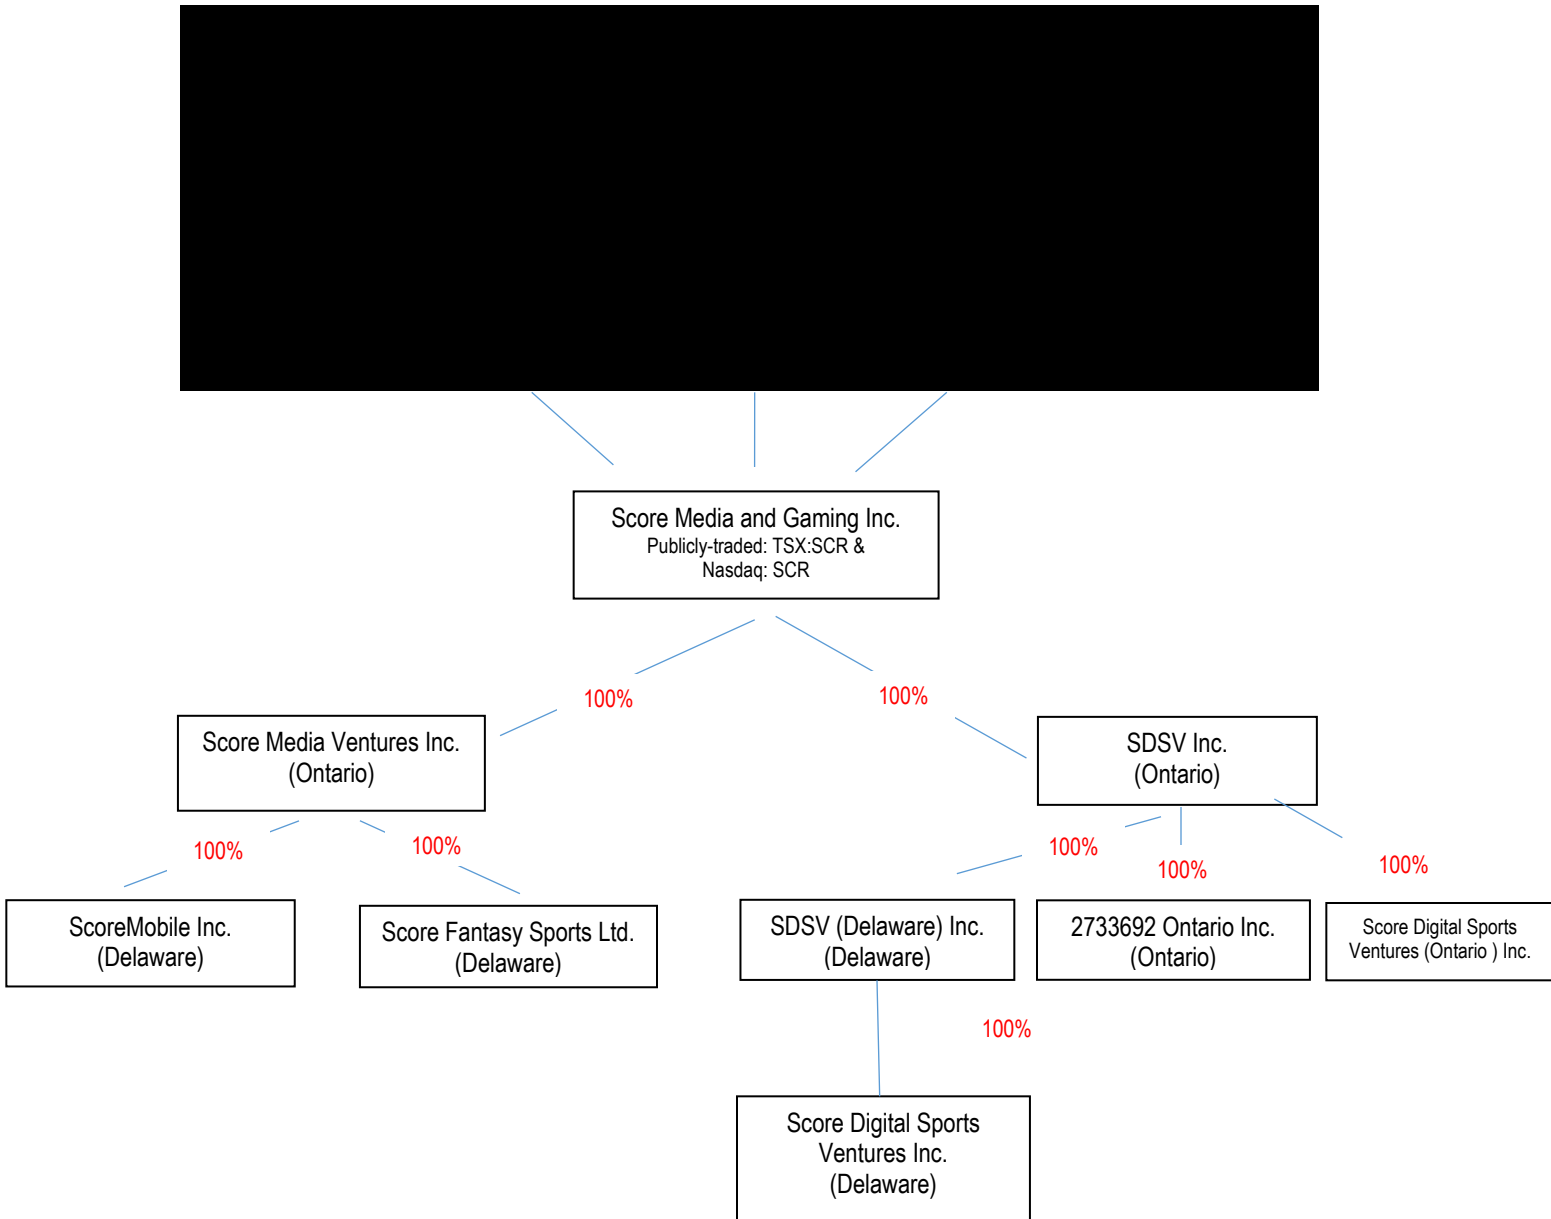 Score Media and Gaming Inc.
Publicly-traded: TSX:SCR &
Nasdaq: SCR
100%
100%
Score Media Ventures Inc.
(Ontario)
SDSV Inc.
(Ontario)
100%
100%
100%
100%
100%
ScoreMobile Inc.
(Delaware)
Score Fantasy Sports Ltd.
(Delaware)
SDSV (Delaware) Inc.
(Delaware)
2733692 Ontario Inc.
(Ontario)
Score Digital Sports
Ventures (Ontario ) Inc.
100%
Score Digital Sports
Ventures Inc.
(Delaware)